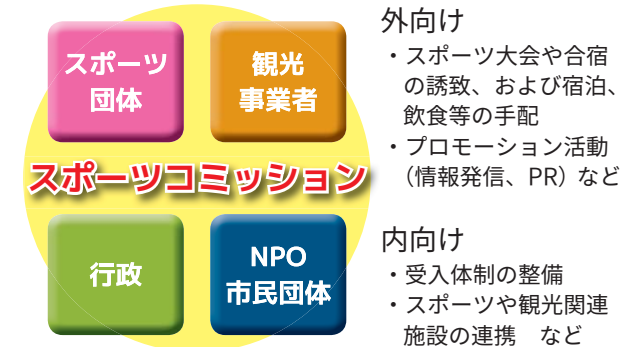 スポーツ
団体
観光
事業者
スポーツコミッション
行政
NPO
市民団体
外向け
・スポーツ大会や合宿
の誘致、および宿泊、
飲食等の手配
・プロモーション活動
（情報発信、PR）など
内向け
・受入体制の整備
・スポーツや観光関連
施設の連携　など